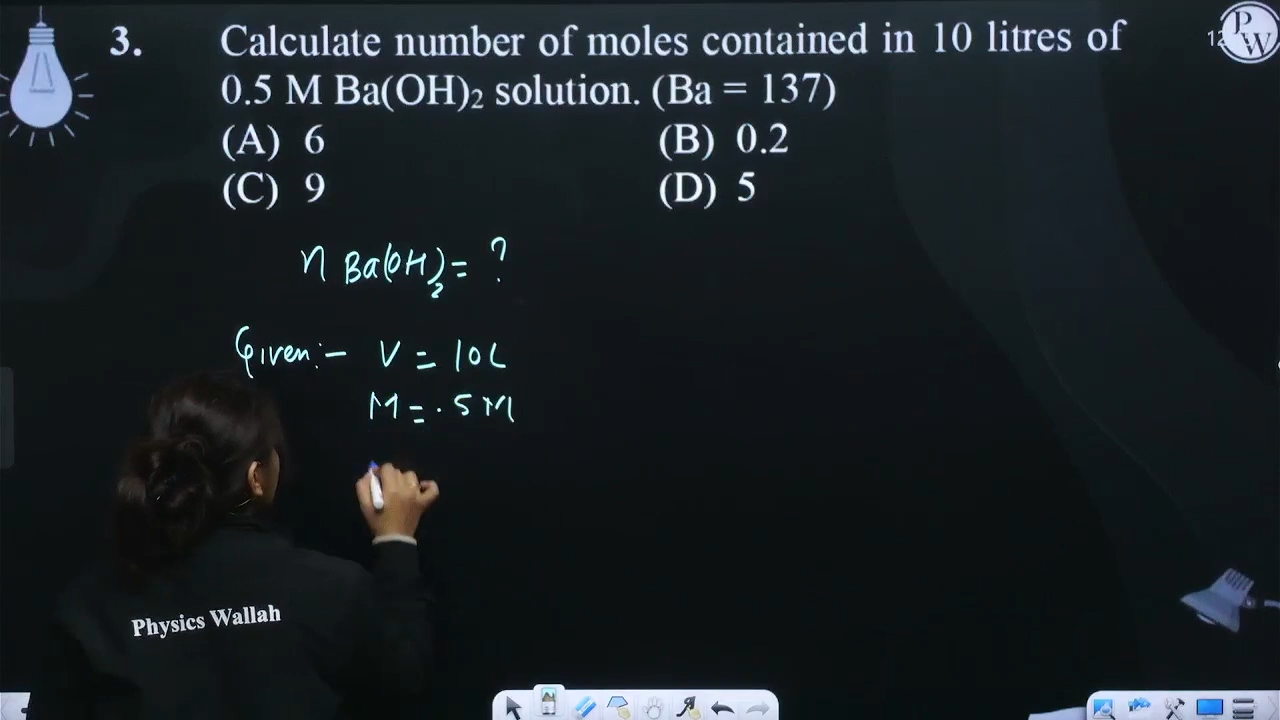 3. Calculate number of moles contained in 10 litres of
0.5 M Ba(OH)₂ solution. (Ba = 137)
(A) 6 (B) 0.2
(C) 9 (D) 5
n Ba(OH)₂ = ?
Given:- V = 10L
M = .5M
Physics Wallah
PW